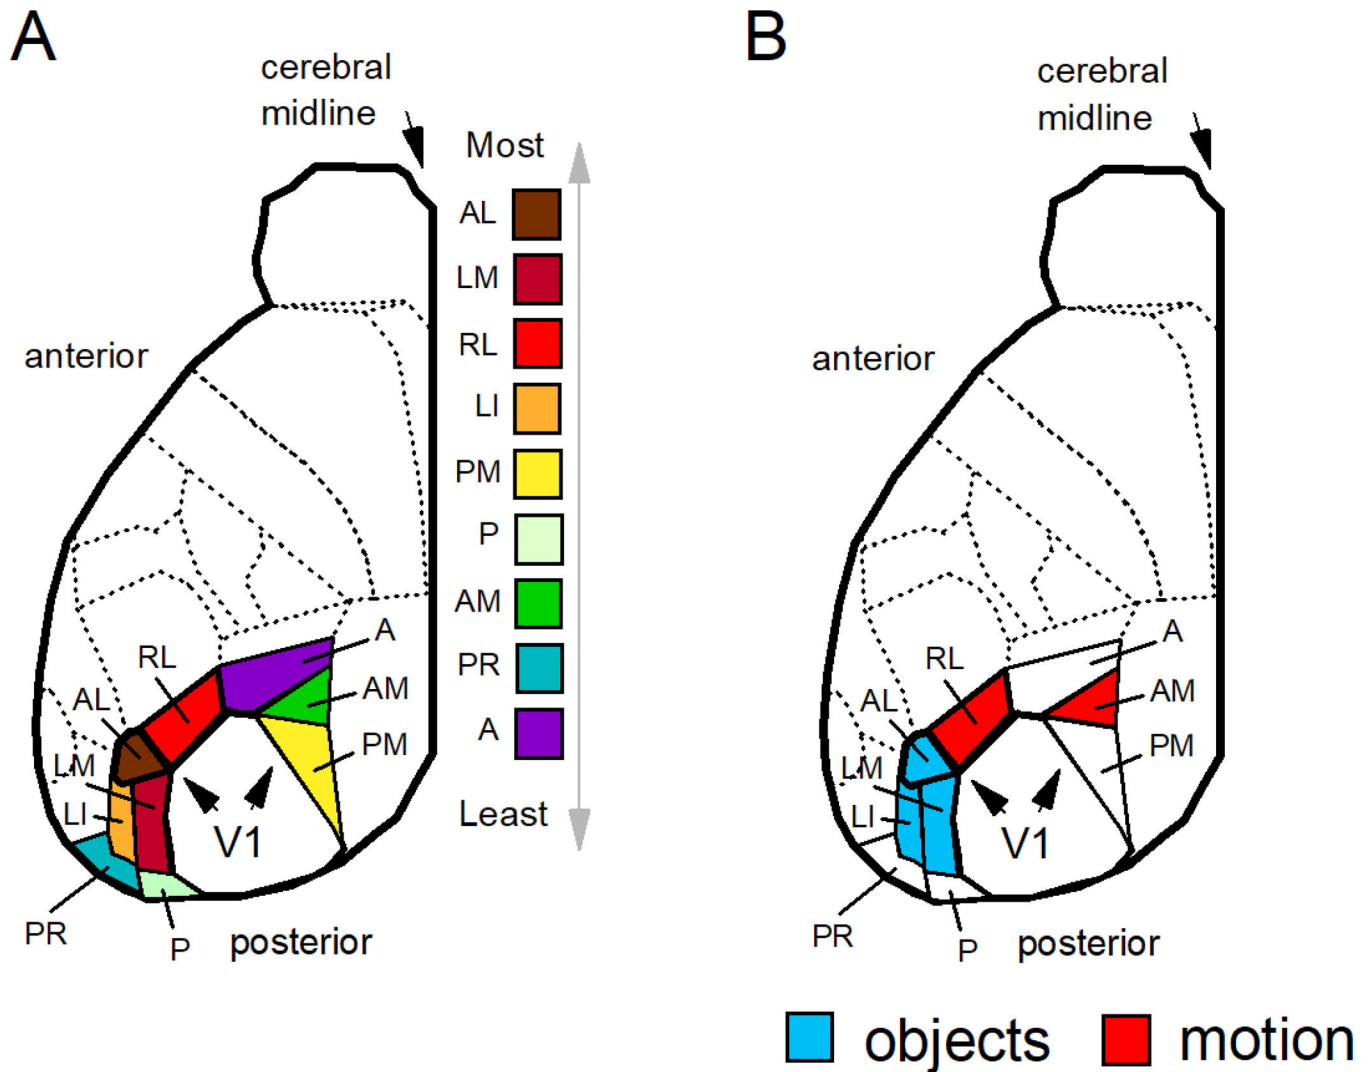 A
cerebral
midline
Most
AL
LM
RL
LI
PM
P
AM
PR
A
Least
anterior
A
RL
AM
AL
PM
LM
LI
V1
PR
P
posterior
B
cerebral
midline
anterior
A
RL
AM
AL
PM
LM
LI
V1
PR
P
posterior
objects
motion